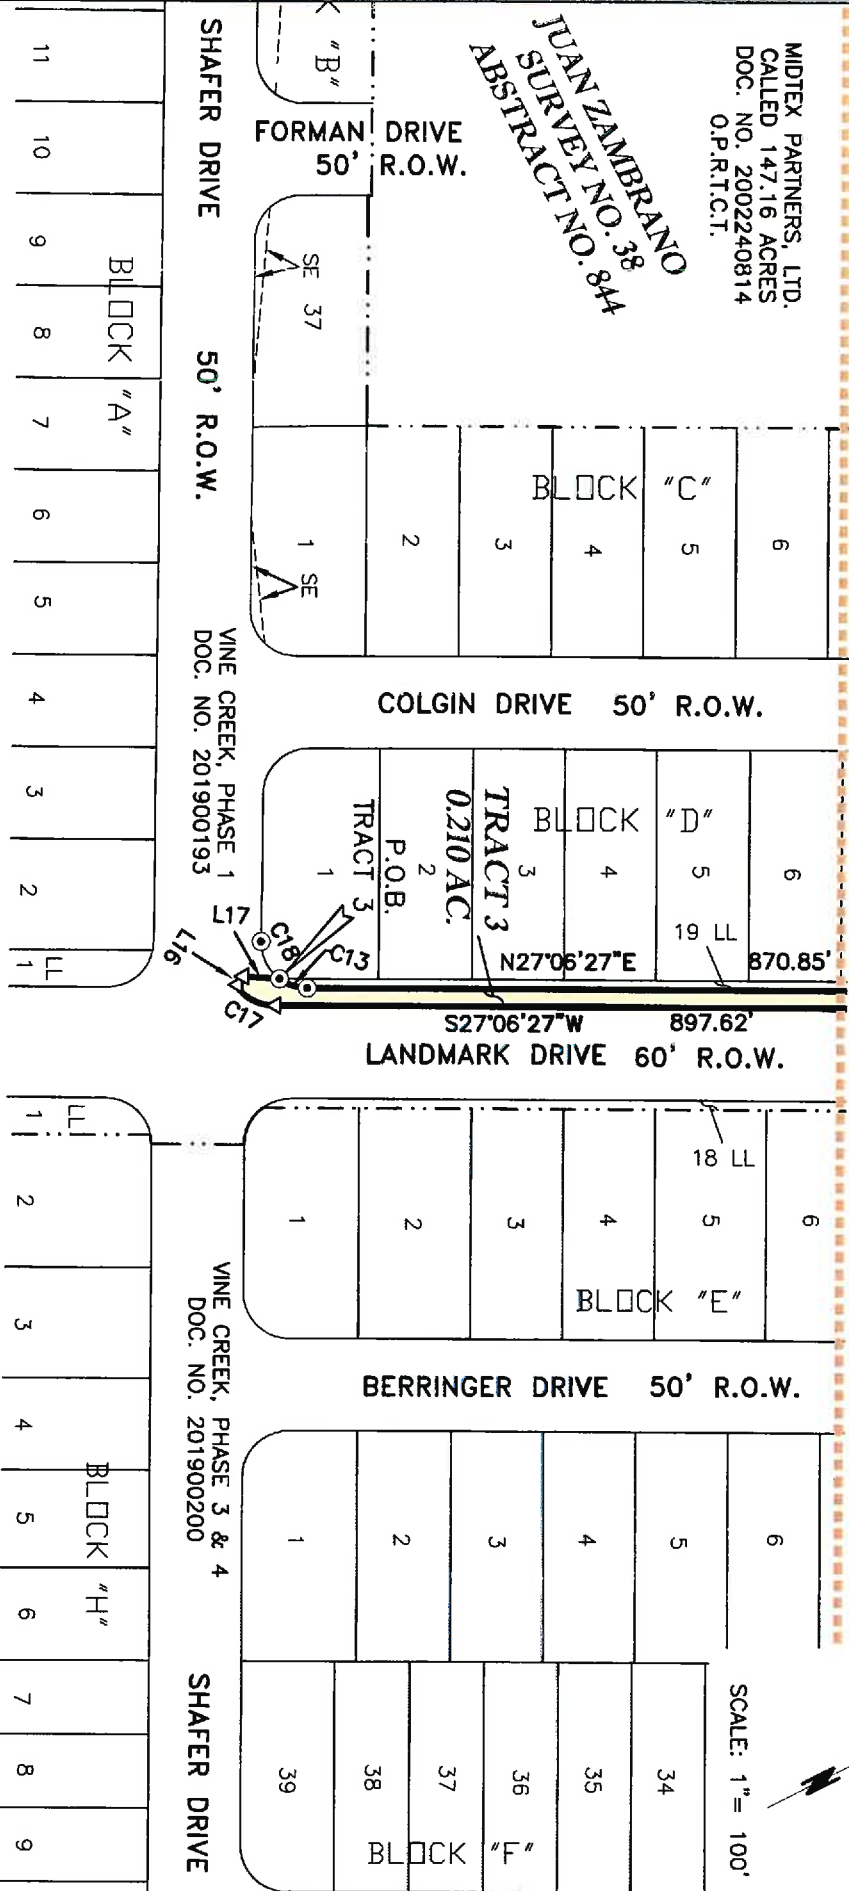 MIDTEX PARTNERS, LTD.
CALLED 147.16 ACRES
DOC. NO. 2002240814
O.P.R.T.C.T.
JUAN ZAMBRANO
SURVEY NO. 38
ABSTRACT NO. 844
K "B"
FORMAN DRIVE
50' R.O.W.
SHAFER DRIVE
50' R.O.W.
SE
37
11
10
9
8
7
6
5
4
3
2
1
LL
BLOCK "A"
BLOCK "C"
1
2
3
4
5
6
SE
VINE CREEK, PHASE 1
DOC. NO. 201900193
COLGIN DRIVE 50' R.O.W.
BLOCK "D"
1
2
3
4
5
6
TRACT 3
0.210 AC.
P.O.B.
TRACT 3
19 LL
L17
C18
C13
L16
C17
N27°06'27"E 870.85'
S27°06'27"W 897.62'
LANDMARK DRIVE 60' R.O.W.
18 LL
1
2
3
4
5
6
BLOCK "E"
BERRINGER DRIVE 50' R.O.W.
VINE CREEK, PHASE 3 & 4
DOC. NO. 201900200
LL
1
2
3
4
5
6
7
8
9
BLOCK "H"
SHAFER DRIVE
1
2
3
4
5
6
39
38
37
36
35
34
BLOCK "F"
SCALE: 1"= 100'